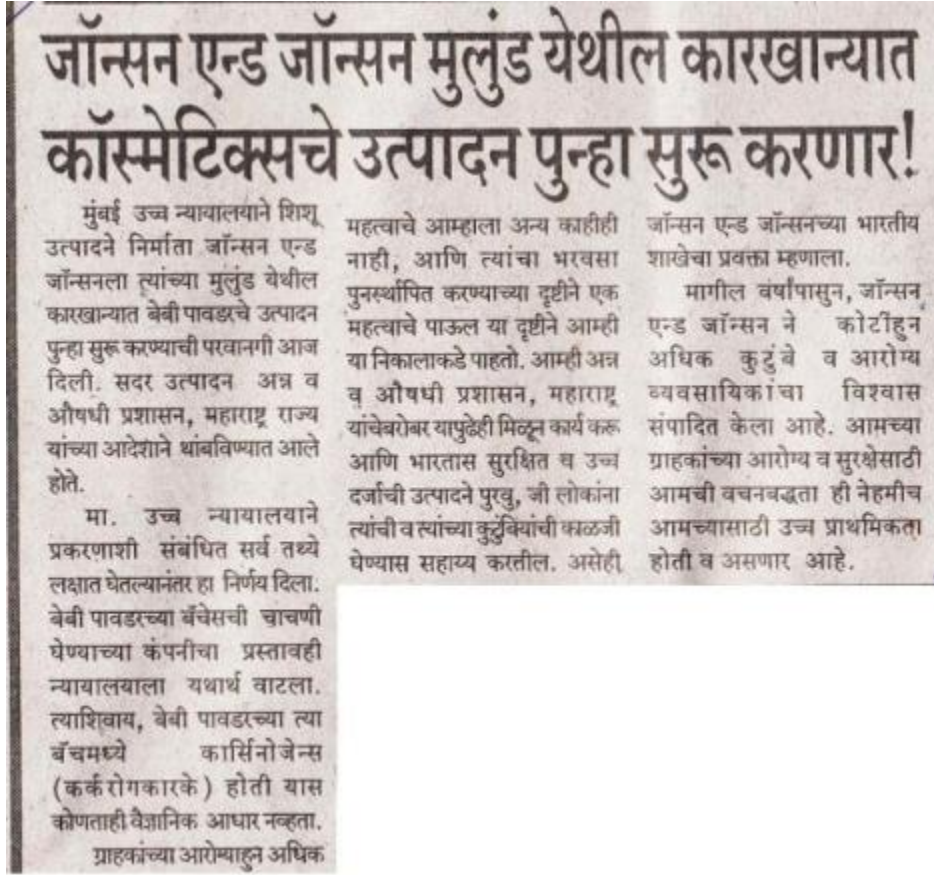 जॉन्सन एन्ड जॉन्सन मुलुंड येथील कारखान्यात
कॉस्मेटिक्सचे उत्पादन पुन्हा सुरू करणार!
मुंबई उच्च न्यायालयाने शिशू
उत्पादने निर्माता जॉन्सन एन्ड
जॉन्सनला त्यांच्या मुलुंड येथील
कारखान्यात बेबी पावडरचे उत्पादन
पुन्हा सुरू करण्याची परवानगी आज
दिली. सदर उत्पादन अन्न व
औषधी प्रशासन, महाराष्ट्र राज्य
यांच्या आदेशाने थांबविण्यात आले
होते.
मा. उच्च न्यायालयाने
प्रकरणाशी संबंधित सर्व तथ्ये
लक्षात घेतल्यानंतर हा निर्णय दिला.
बेबी पावडरच्या बॅचेसची चाचणी
घेण्याच्या कंपनीचा प्रस्तावही
न्यायालयाला यथार्थ वाटला.
त्याशिवाय, बेबी पावडरच्या त्या
बॅचमध्ये कार्सिनोजेन्स
(कर्करोगकारके) होती यास
कोणताही वैज्ञानिक आधार नव्हता.
ग्राहकांच्या आरोग्याहुन अधिक
महत्वाचे आम्हाला अन्य काहीही
नाही, आणि त्यांचा भरवसा
पुनर्स्थापित करण्याच्या दृष्टीने एक
महत्वाचे पाऊल या दृष्टीने आम्ही
या निकालाकडे पाहतो. आम्ही अन्न
व औषधी प्रशासन, महाराष्ट्र
यांचेबरोबर यापुढेही मिळून कार्य करू
आणि भारतास सुरक्षित व उच्च
दर्जाची उत्पादने पुरवु, जी लोकांना
त्यांची व त्यांच्या कुटुंबियांची काळजी
घेण्यास सहाय्य करतील. असेही
जॉन्सन एन्ड जॉन्सनच्या भारतीय
शाखेचा प्रवक्ता म्हणाला.
मागील वर्षांपासुन, जॉन्सन
एन्ड जॉन्सन ने कोटींहुन
अधिक कुटुंबे व आरोग्य
व्यवसायिकांचा विश्वास
संपादित केला आहे. आमच्या
ग्राहकांच्या आरोग्य व सुरक्षेसाठी
आमची वचनबद्धता ही नेहमीच
आमच्यासाठी उच्च प्राथमिकता
होती व असणार आहे.